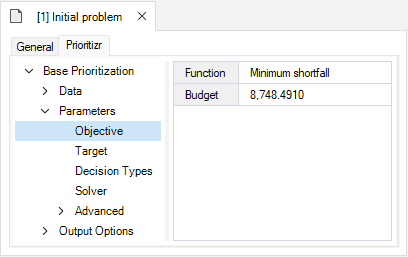 [1] Initial problem
General Prioritizr
Base Prioritization
Data
Parameters
Objective
Target
Decision Types
Solver
Advanced
Output Options
Function Minimum shortfall
Budget 8,748.4910